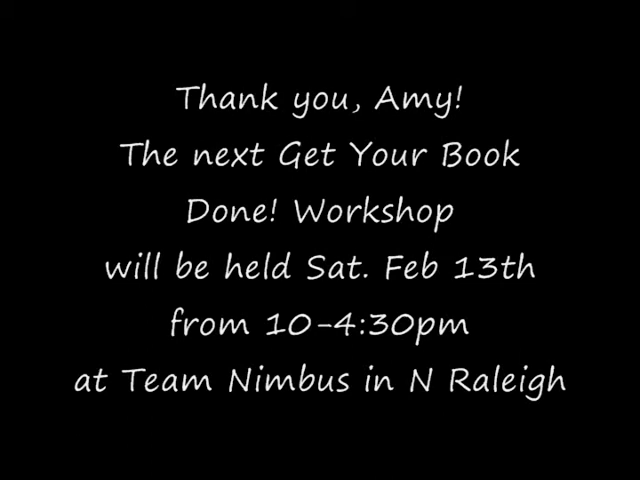 Thank you, Amy!
The next Get Your Book
Done! Workshop
will be held Sat. Feb 13th
from 10-4:30pm
at Team Nimbus in N Raleigh